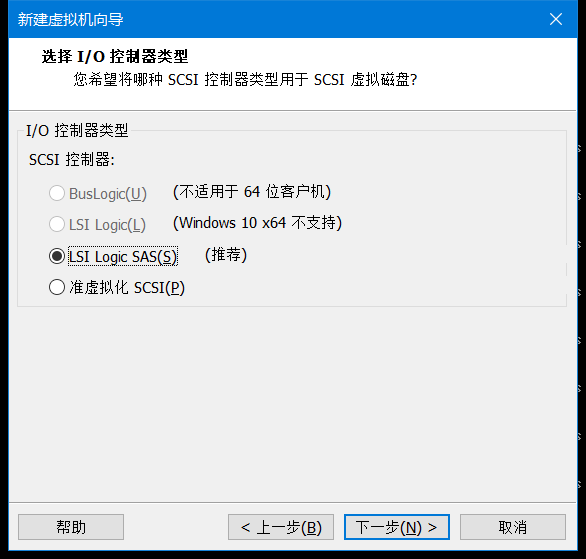 新建虚拟机向导
选择 I/O 控制器类型
您希望将哪种 SCSI 控制器类型用于 SCSI 虚拟磁盘?
I/O 控制器类型
SCSI 控制器:
BusLogic(U) (不适用于 64 位客户机)
LSI Logic(L) (Windows 10 x64 不支持)
LSI Logic SAS(S) (推荐)
准虚拟化 SCSI(P)
帮助 < 上一步(B) 下一步(N) > 取消